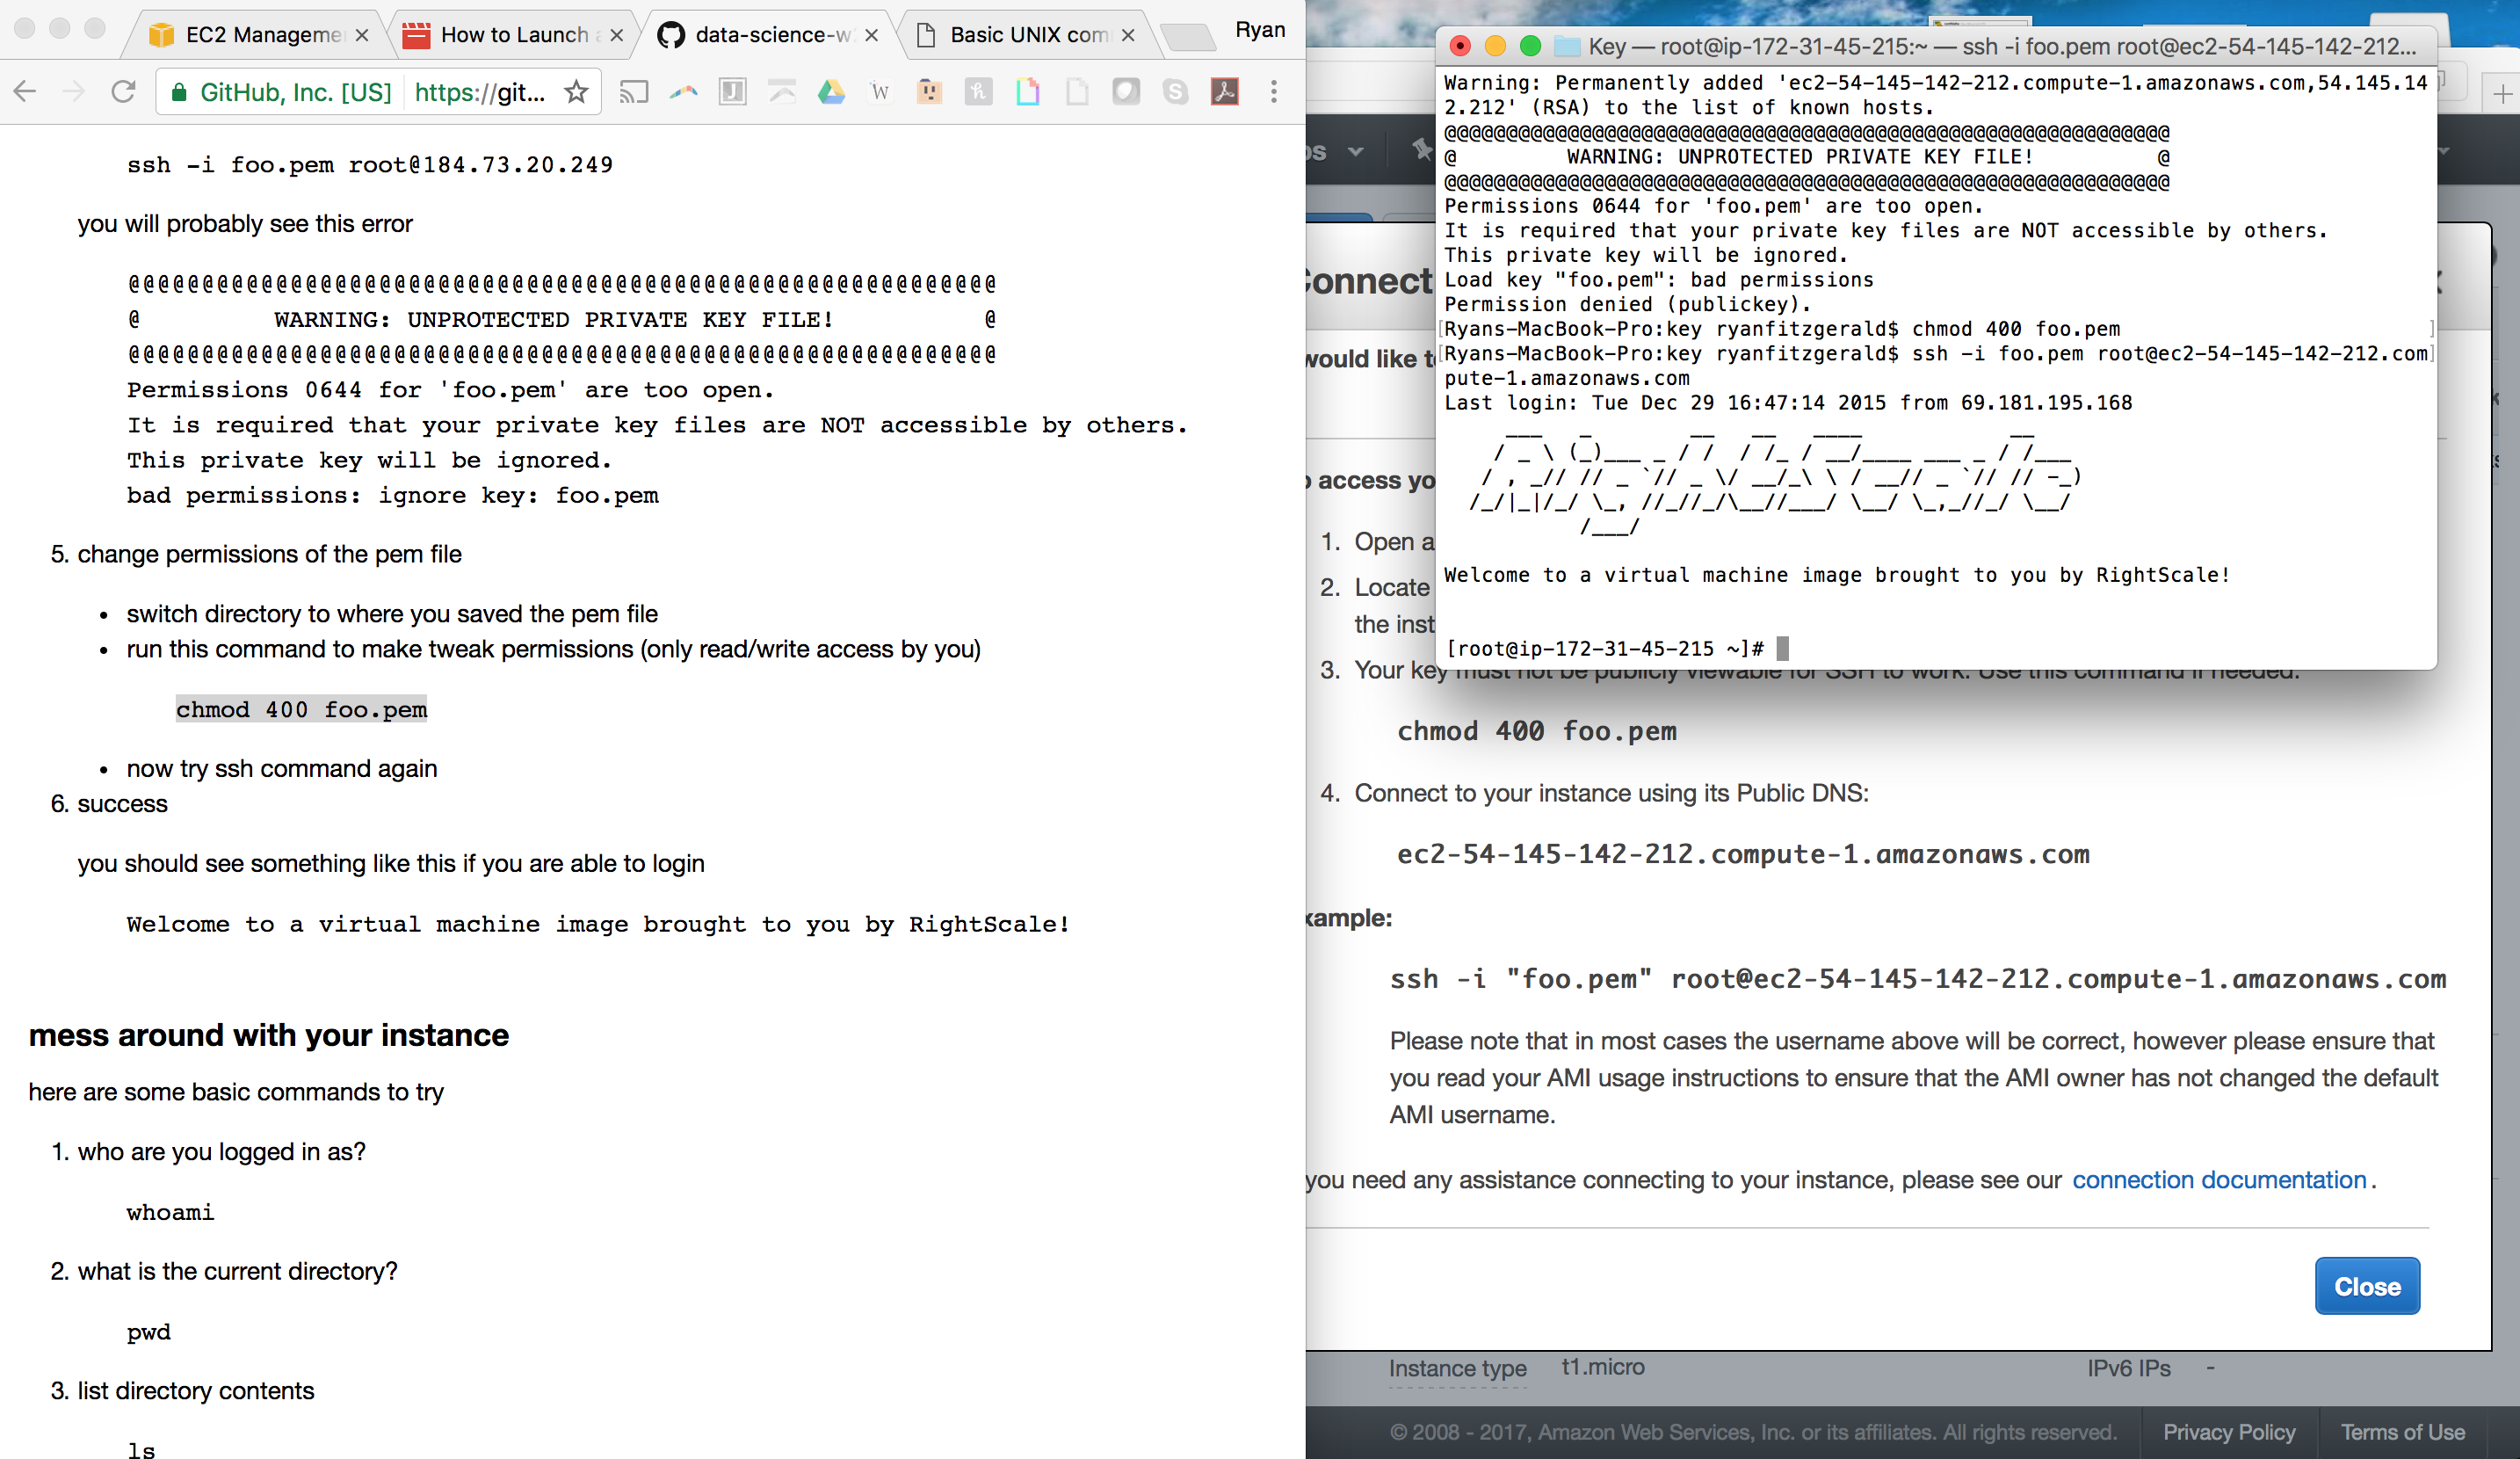 EC2 Manageme
How to Launch a
data-science-w
Basic UNIX com
Ryan
GitHub, Inc. [US]
https://git...
ssh -i foo.pem root@184.73.20.249
you will probably see this error
@@@@@@@@@@@@@@@@@@@@@@@@@@@@@@@@@@@@@@@@@@@@@@@@@@@@@@@@@@@
@         WARNING: UNPROTECTED PRIVATE KEY FILE!          @
@@@@@@@@@@@@@@@@@@@@@@@@@@@@@@@@@@@@@@@@@@@@@@@@@@@@@@@@@@@
Permissions 0644 for 'foo.pem' are too open.
It is required that your private key files are NOT accessible by others.
This private key will be ignored.
bad permissions: ignore key: foo.pem
5. change permissions of the pem file
• switch directory to where you saved the pem file
• run this command to make tweak permissions (only read/write access by you)
chmod 400 foo.pem
• now try ssh command again
6. success
you should see something like this if you are able to login
Welcome to a virtual machine image brought to you by RightScale!
mess around with your instance
here are some basic commands to try
1. who are you logged in as?
whoami
2. what is the current directory?
pwd
3. list directory contents
ls
Key — root@ip-172-31-45-215:~ — ssh -i foo.pem root@ec2-54-145-142-212...
Warning: Permanently added 'ec2-54-145-142-212.compute-1.amazonaws.com,54.145.14
2.212' (RSA) to the list of known hosts.
@@@@@@@@@@@@@@@@@@@@@@@@@@@@@@@@@@@@@@@@@@@@@@@@@@@@@@@@@@@
@         WARNING: UNPROTECTED PRIVATE KEY FILE!          @
@@@@@@@@@@@@@@@@@@@@@@@@@@@@@@@@@@@@@@@@@@@@@@@@@@@@@@@@@@@
Permissions 0644 for 'foo.pem' are too open.
It is required that your private key files are NOT accessible by others.
This private key will be ignored.
Load key "foo.pem": bad permissions
Permission denied (publickey).
[Ryans-MacBook-Pro:key ryanfitzgerald$ chmod 400 foo.pem ]
[Ryans-MacBook-Pro:key ryanfitzgerald$ ssh -i foo.pem root@ec2-54-145-142-212.com]
pute-1.amazonaws.com
Last login: Tue Dec 29 16:47:14 2015 from 69.181.195.168
Welcome to a virtual machine image brought to you by RightScale!
[root@ip-172-31-45-215 ~]#
Connect
would like t
access yo
1. Open a
2. Locate
the inst
3. Your key must not be publicly viewable for SSH to work. Use this command if needed:
chmod 400 foo.pem
4. Connect to your instance using its Public DNS:
ec2-54-145-142-212.compute-1.amazonaws.com
xample:
ssh -i "foo.pem" root@ec2-54-145-142-212.compute-1.amazonaws.com
Please note that in most cases the username above will be correct, however please ensure that
you read your AMI usage instructions to ensure that the AMI owner has not changed the default
AMI username.
you need any assistance connecting to your instance, please see our connection documentation.
Close
Instance type t1.micro IPv6 IPs -
© 2008 - 2017, Amazon Web Services, Inc. or its affiliates. All rights reserved. Privacy Policy Terms of Use